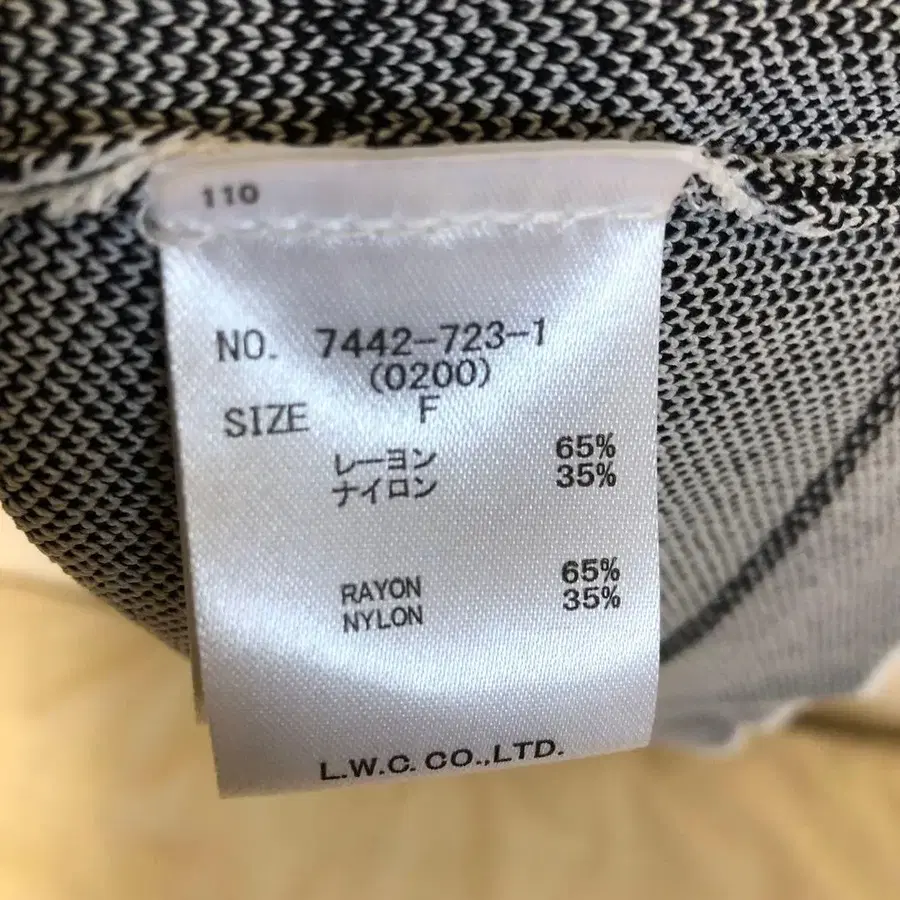 110
NO. 7442-723-1
(0200)
SIZE F
レーヨン 65%
ナイロン 35%
RAYON 65%
NYLON 35%
L.W.C. CO.,LTD.